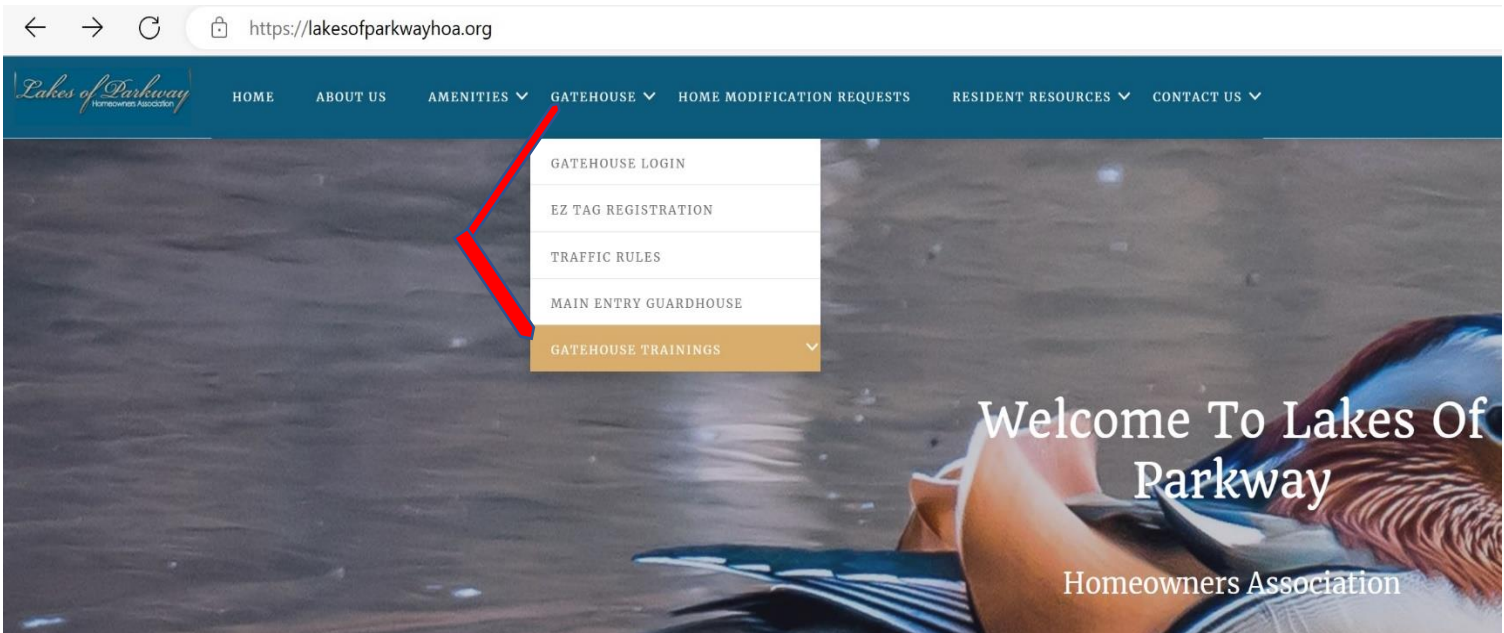 https://lakesofparkwayhoa.org
Lakes of Parkway
Homeowners Association
HOME ABOUT US AMENITIES GATEHOUSE HOME MODIFICATION REQUESTS RESIDENT RESOURCES CONTACT US
GATEHOUSE LOGIN
EZ TAG REGISTRATION
TRAFFIC RULES
MAIN ENTRY GUARDHOUSE
GATEHOUSE TRAININGS
Welcome To Lakes Of
Parkway
Homeowners Association